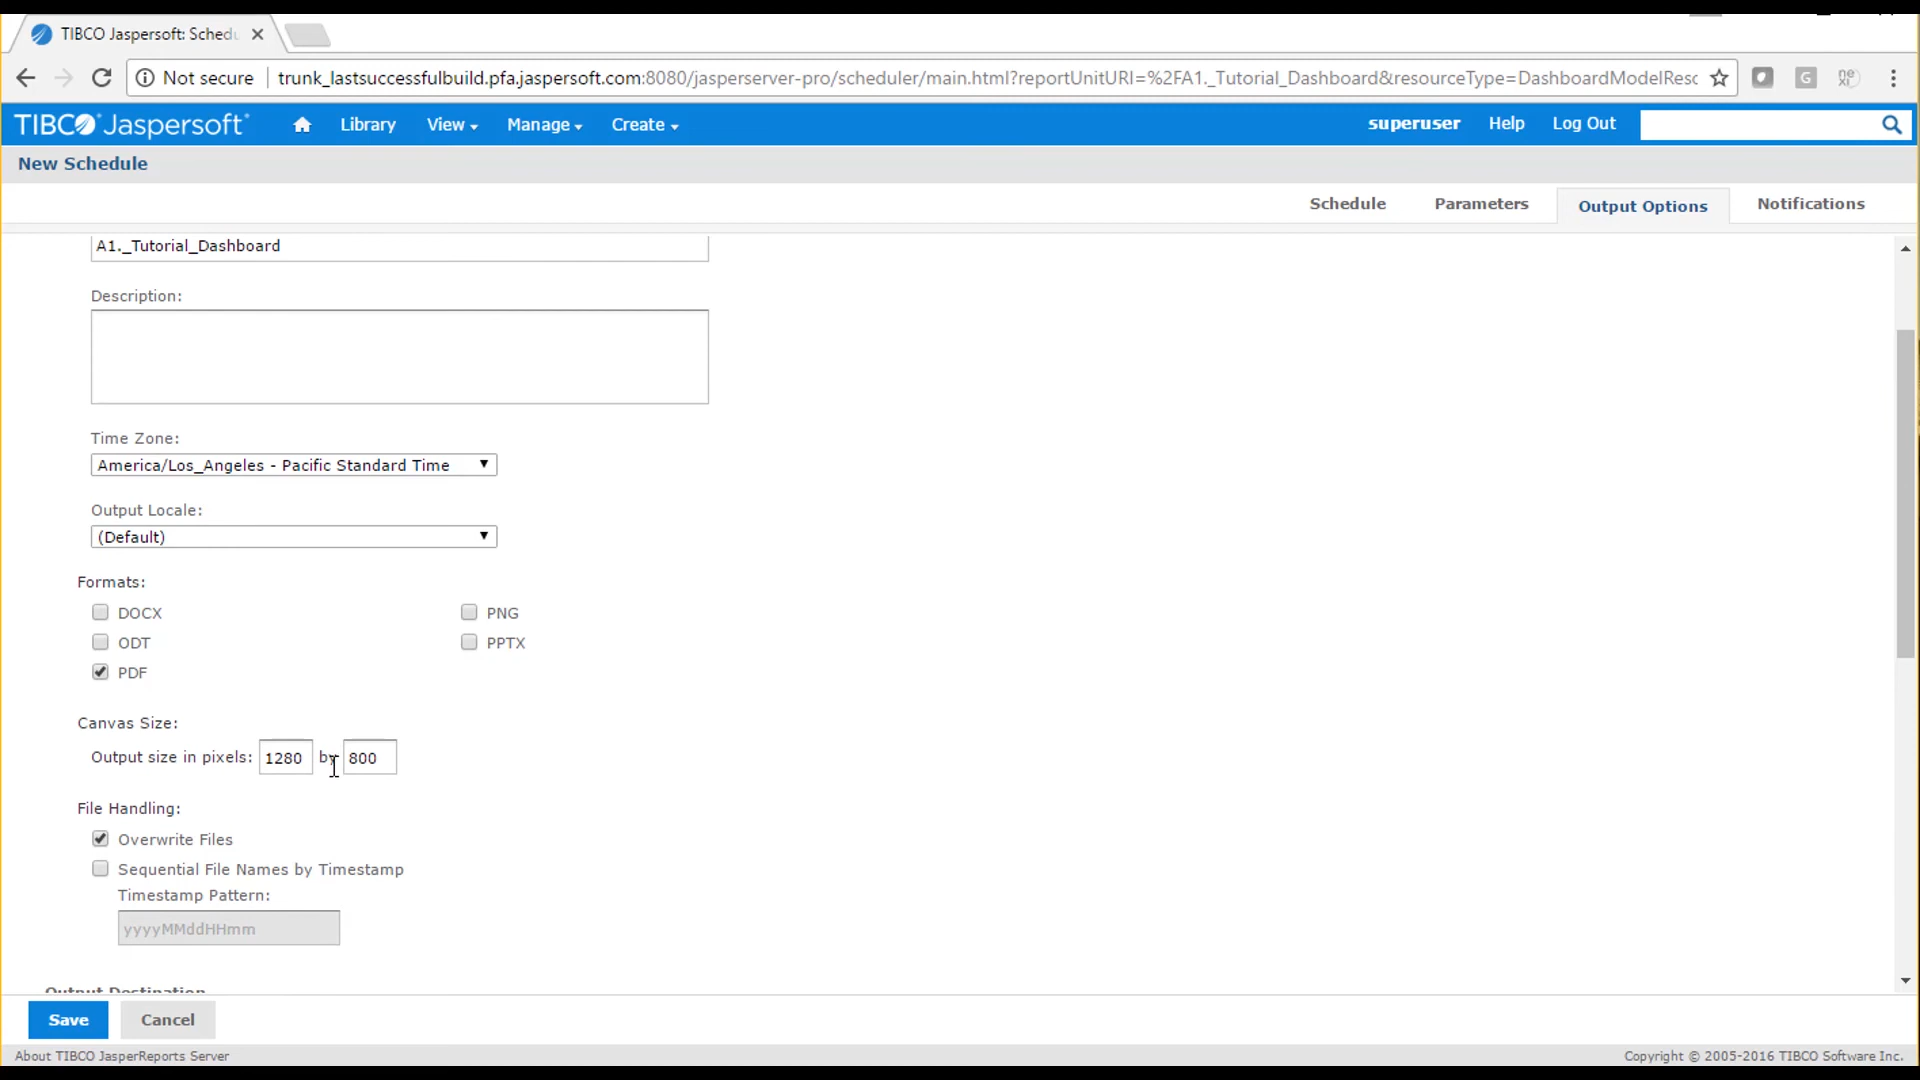 TIBCO Jaspersoft: Schedu
Not secure
trunk_lastsuccessfulbuild.pfa.jaspersoft.com:8080/jasperserver-pro/scheduler/main.html?reportUnitURI=%2FA1._Tutorial_Dashboard&resourceType=DashboardModelResc
TIBCO Jaspersoft
Library
View
Manage
Create
superuser
Help
Log Out
New Schedule
Schedule
Parameters
Output Options
Notifications
A1._Tutorial_Dashboard
Description:
Time Zone:
America/Los_Angeles - Pacific Standard Time
Output Locale:
(Default)
Formats:
DOCX
PNG
ODT
PPTX
PDF
Canvas Size:
Output size in pixels: 1280 by 800
File Handling:
Overwrite Files
Sequential File Names by Timestamp
Timestamp Pattern:
yyyyMMddHHmm
Output Destination
Save
Cancel
About TIBCO JasperReports Server
Copyright © 2005-2016 TIBCO Software Inc.